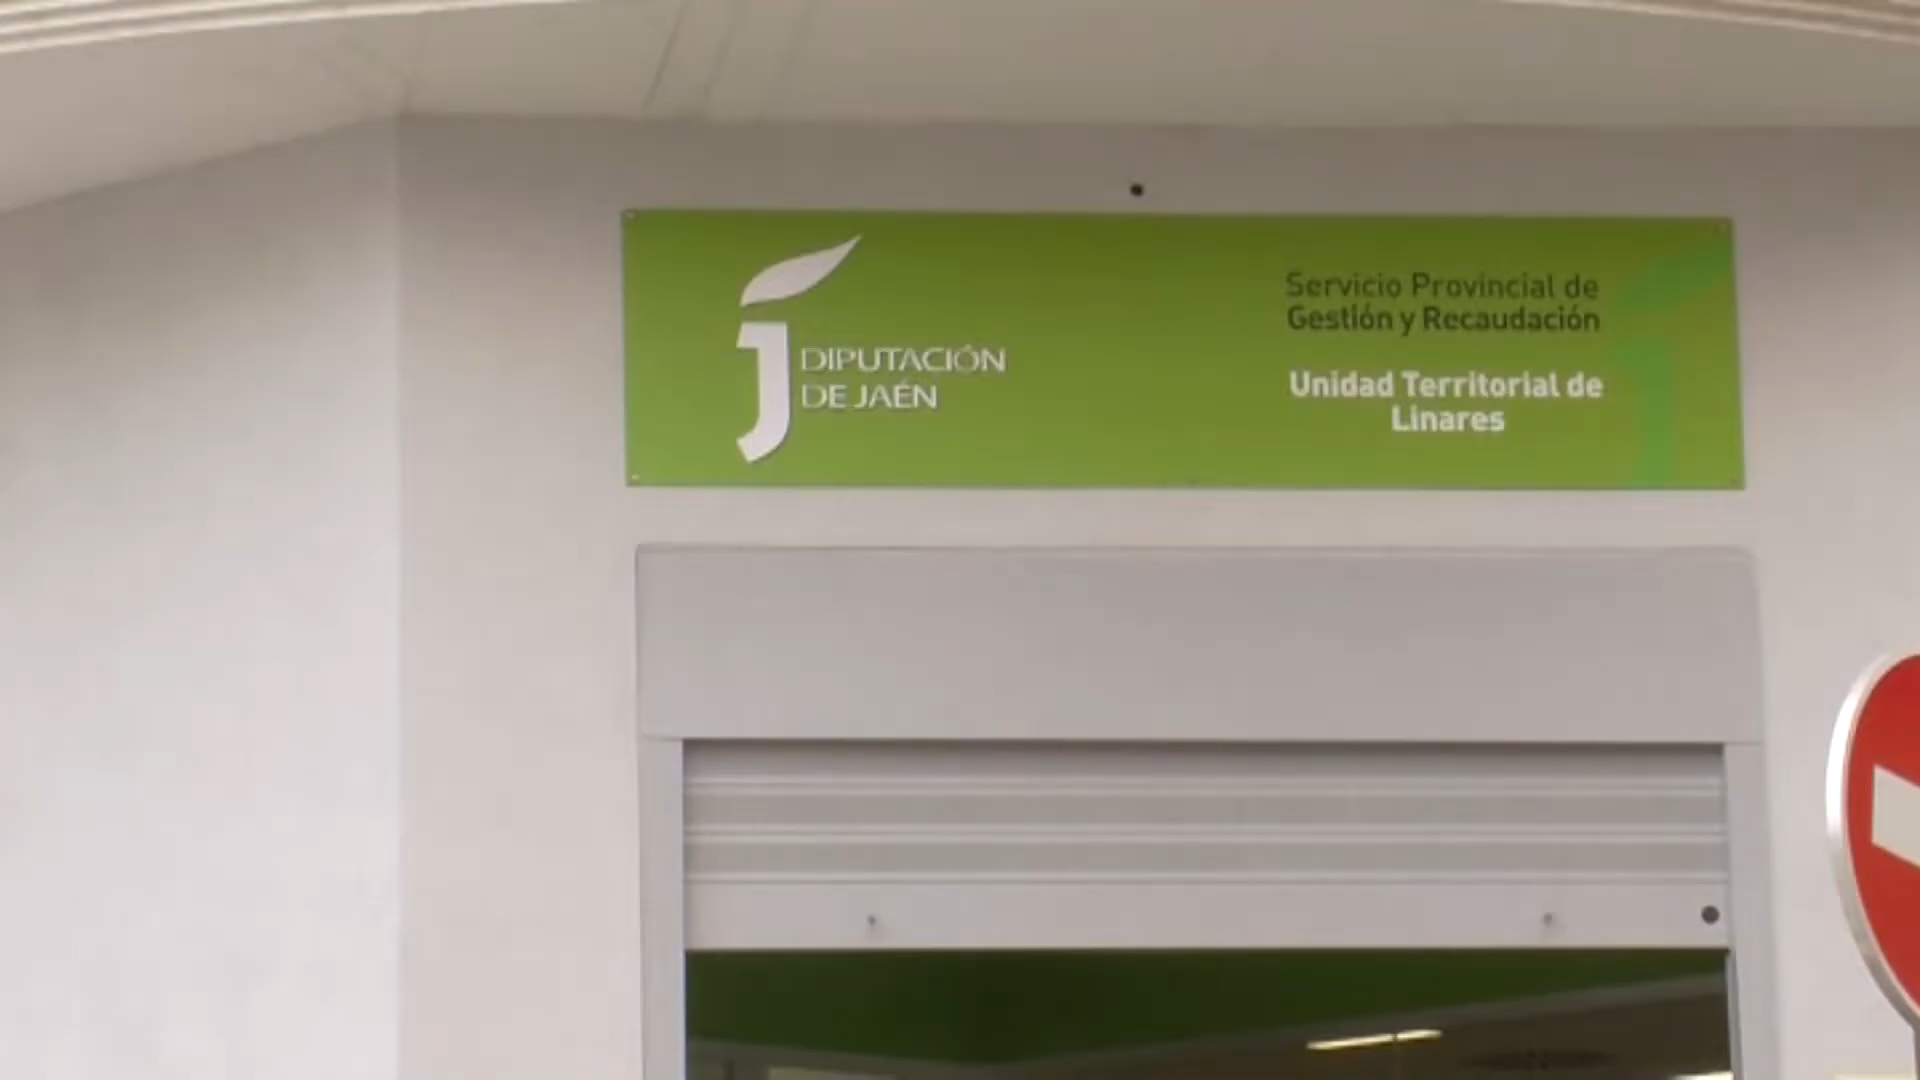 DIPUTACIÓN
DE JAÉN
Servicio Provincial de
Gestión y Recaudación
Unidad Territorial de
Linares